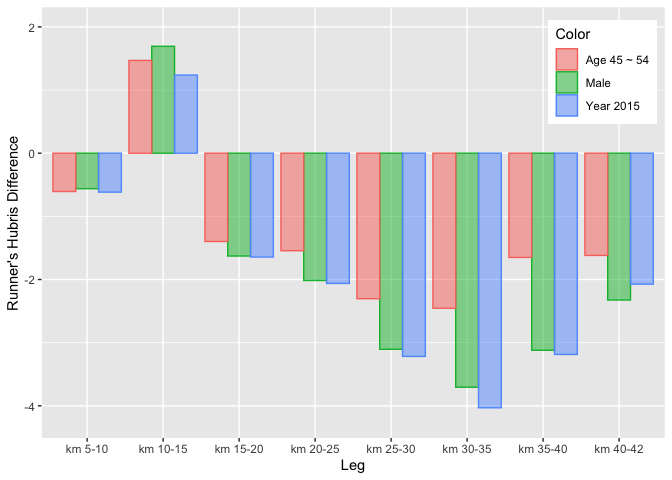 Color
Age 45 ~ 54
Male
Year 2015
Runner's Hubris Difference
2
0
-2
-4
km 5-10 km 10-15 km 15-20 km 20-25 km 25-30 km 30-35 km 35-40 km 40-42
Leg